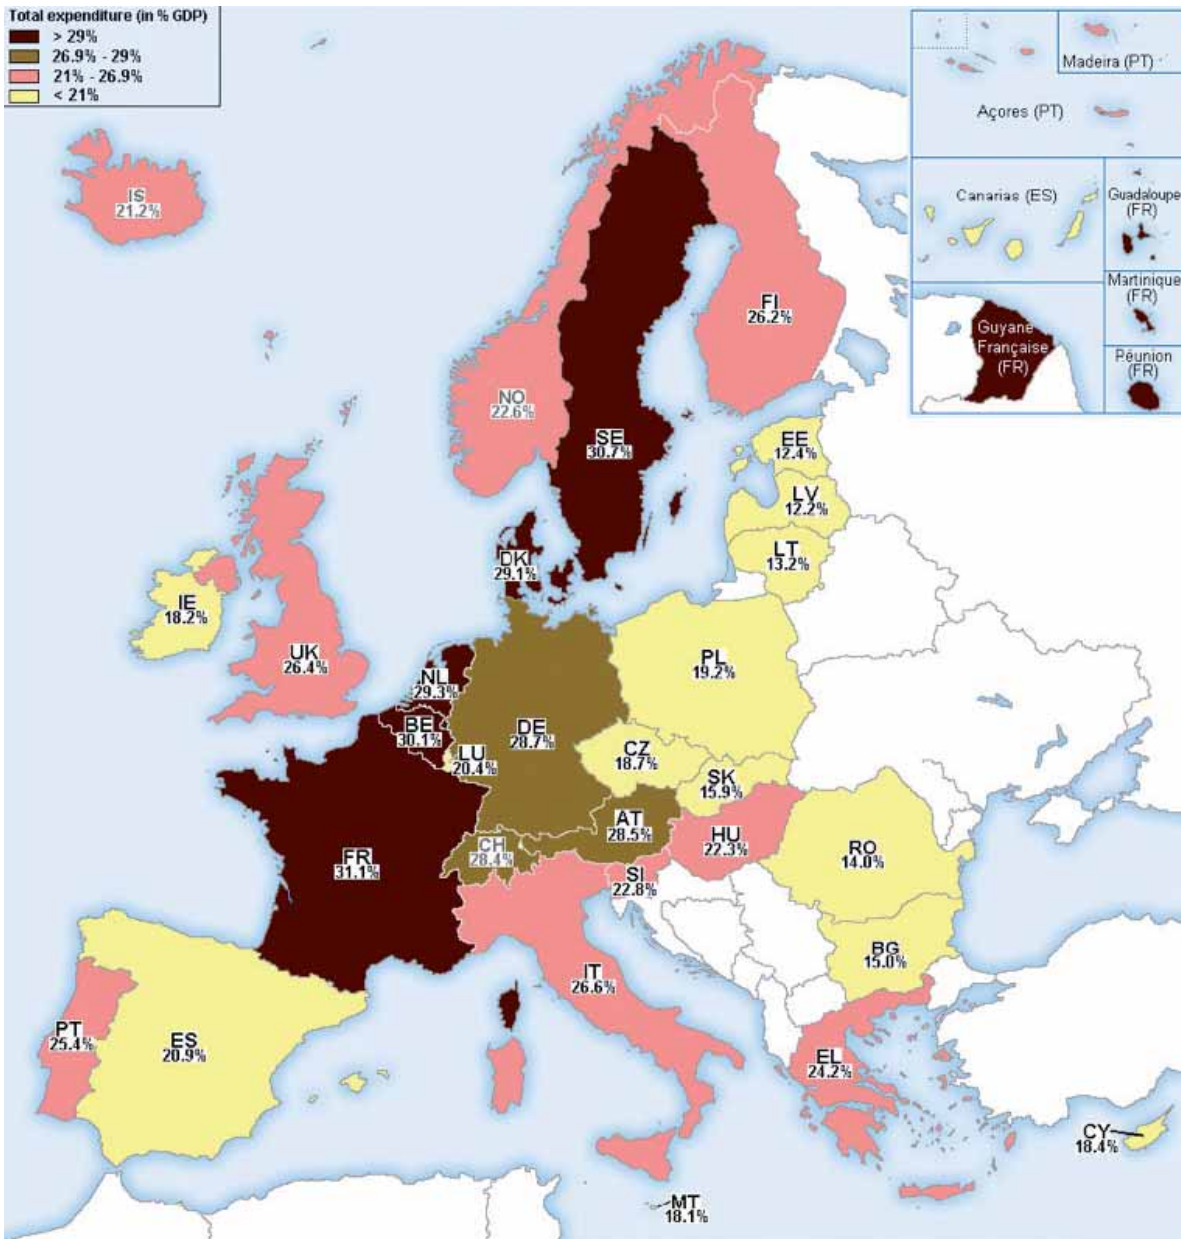 Total expenditure (in % GDP)
> 29%
26.9% - 29%
21% - 26.9%
< 21%
Madeira (PT)
Açores (PT)
Canarias (ES)
Guadaloupe
(FR)
Martinique
(FR)
Guyane
Française
(FR)
Réunion
(FR)
IS
21.2%
FI
26.2%
NO
22.6%
SE
30.7%
EE
12.4%
LV
12.2%
LT
13.2%
DK
29.1%
IE
18.2%
UK
26.4%
NL
29.3%
BE
30.1%
LU
20.4%
DE
28.7%
PL
19.2%
CZ
18.7%
SK
15.9%
AT
28.5%
HU
22.3%
CH
28.4%
FR
31.1%
SI
22.8%
RO
14.0%
BG
15.0%
IT
26.6%
PT
25.4%
ES
20.9%
EL
24.2%
CY
18.4%
MT
18.1%